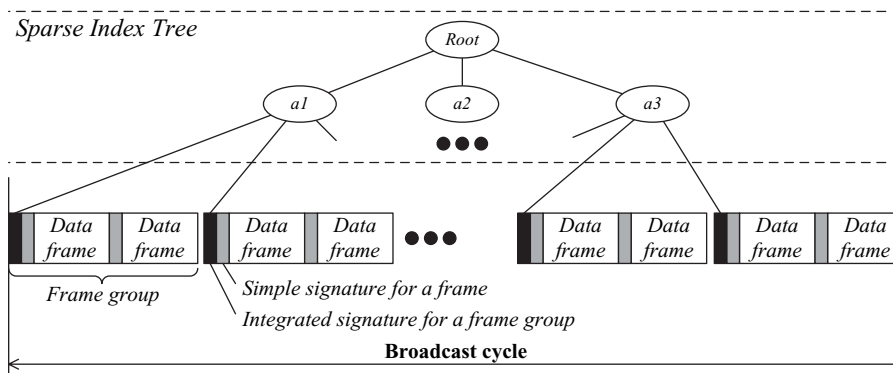 Sparse Index Tree
Root
a1
a2
a3
Data
frame
Data
frame
Data
frame
Data
frame
Data
frame
Data
frame
Data
frame
Data
frame
Frame group
Simple signature for a frame
Integrated signature for a frame group
Broadcast cycle